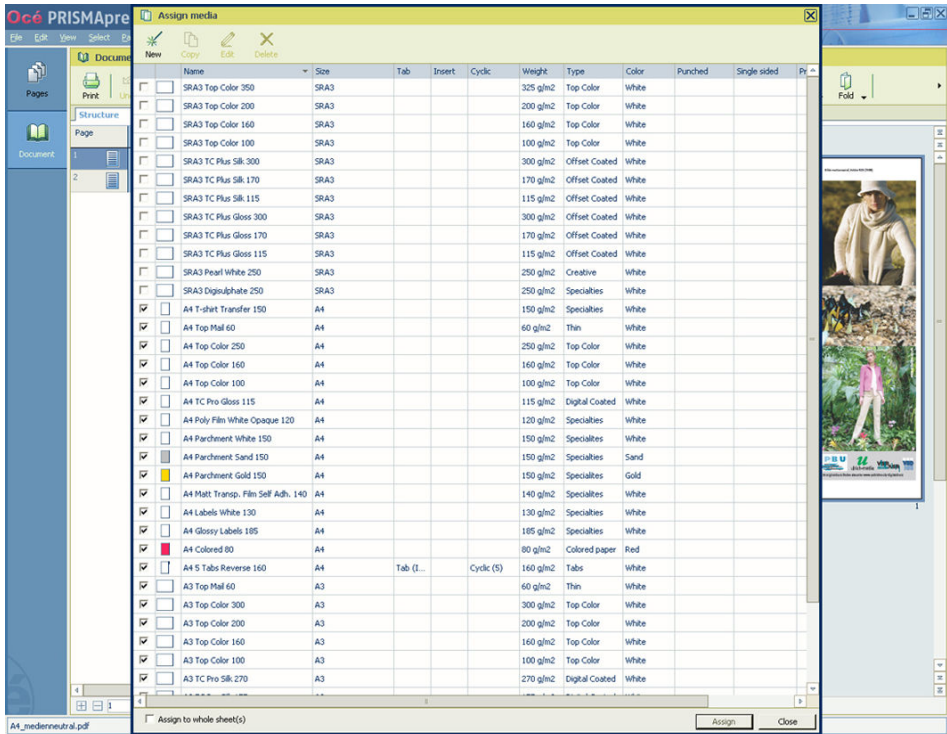 Océ PRISMApre
File Edit View Select Pa
Assign media
New Copy Edit Delete
Pages
Document
Docume
Print
Fold
Structure
Page
1
2
Name Size Tab Insert Cyclic Weight Type Color Punched Single sided Pr
SRA3 Top Color 350 SRA3 325 g/m2 Top Color White
SRA3 Top Color 200 SRA3 200 g/m2 Top Color White
SRA3 Top Color 160 SRA3 160 g/m2 Top Color White
SRA3 Top Color 100 SRA3 100 g/m2 Top Color White
SRA3 TC Plus Silk 300 SRA3 300 g/m2 Offset Coated White
SRA3 TC Plus Silk 170 SRA3 170 g/m2 Offset Coated White
SRA3 TC Plus Silk 115 SRA3 115 g/m2 Offset Coated White
SRA3 TC Plus Gloss 300 SRA3 300 g/m2 Offset Coated White
SRA3 TC Plus Gloss 170 SRA3 170 g/m2 Offset Coated White
SRA3 TC Plus Gloss 115 SRA3 115 g/m2 Offset Coated White
SRA3 Pearl White 250 SRA3 250 g/m2 Creative White
SRA3 Digisulphate 250 SRA3 250 g/m2 Specialties White
A4 T-shirt Transfer 150 A4 150 g/m2 Specialties White
A4 Top Mail 60 A4 60 g/m2 Thin White
A4 Top Color 250 A4 250 g/m2 Top Color White
A4 Top Color 160 A4 160 g/m2 Top Color White
A4 Top Color 100 A4 100 g/m2 Top Color White
A4 TC Pro Gloss 115 A4 115 g/m2 Digital Coated White
A4 Poly Film White Opaque 120 A4 120 g/m2 Specialties White
A4 Parchment White 150 A4 150 g/m2 Specialites White
A4 Parchment Sand 150 A4 150 g/m2 Specialites Sand
A4 Parchment Gold 150 A4 150 g/m2 Specialites Gold
A4 Matt Transp. Film Self Adh. 140 A4 140 g/m2 Specialites White
A4 Labels White 130 A4 130 g/m2 Specialties White
A4 Glossy Labels 185 A4 185 g/m2 Specialties White
A4 Colored 80 A4 80 g/m2 Colored paper Red
A4 5 Tabs Reverse 160 A4 Tab (I... Cyclic (5) 160 g/m2 Tabs White
A3 Top Mail 60 A3 60 g/m2 Thin White
A3 Top Color 300 A3 300 g/m2 Top Color White
A3 Top Color 200 A3 200 g/m2 Top Color White
A3 Top Color 160 A3 160 g/m2 Top Color White
A3 Top Color 100 A3 100 g/m2 Top Color White
A3 TC Pro Silk 270 A3 270 g/m2 Digital Coated White
1
1
Assign to whole sheet(s)
Assign Close
A4_medienneutral.pdf